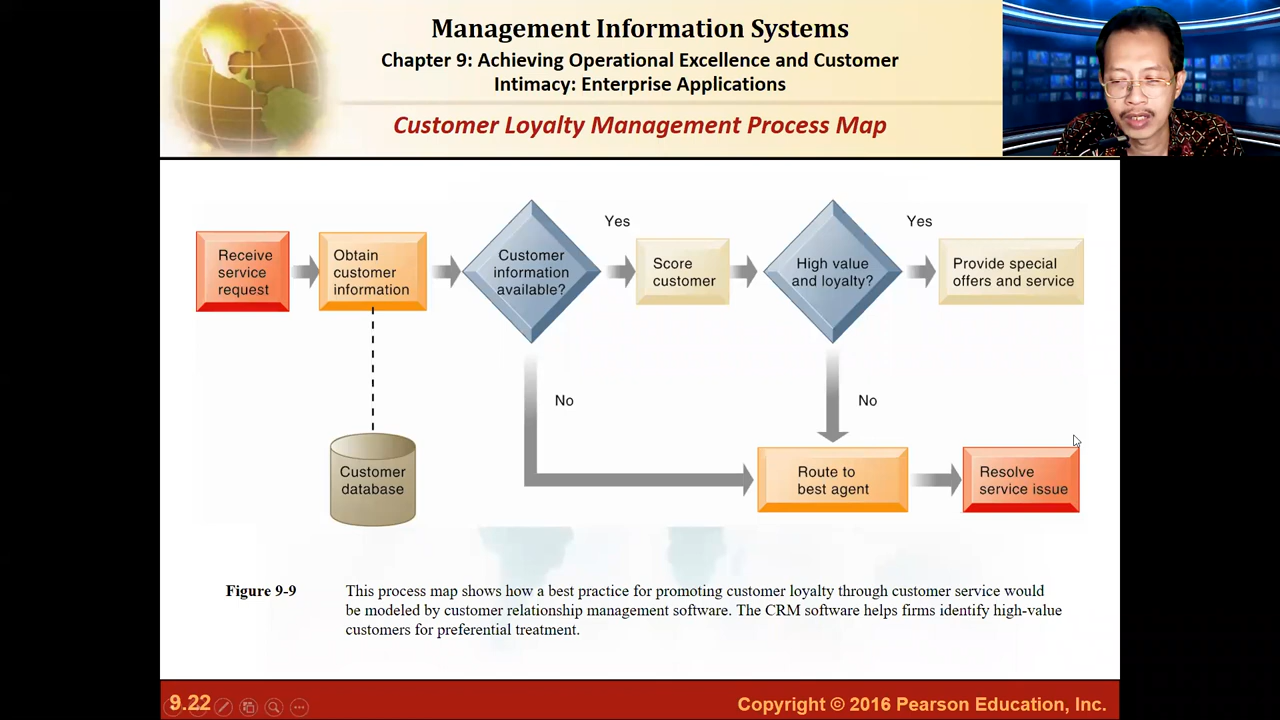 Management Information Systems
Chapter 9: Achieving Operational Excellence and Customer
Intimacy: Enterprise Applications
Customer Loyalty Management Process Map
Receive
service
request
Obtain
customer
information
Customer
information
available?
Yes
Score
customer
High value
and loyalty?
Yes
Provide special
offers and service
No
No
Customer
database
Route to
best agent
Resolve
service issue
Figure 9-9
This process map shows how a best practice for promoting customer loyalty through customer service would
be modeled by customer relationship management software. The CRM software helps firms identify high-value
customers for preferential treatment.
9.22
Copyright © 2016 Pearson Education, Inc.